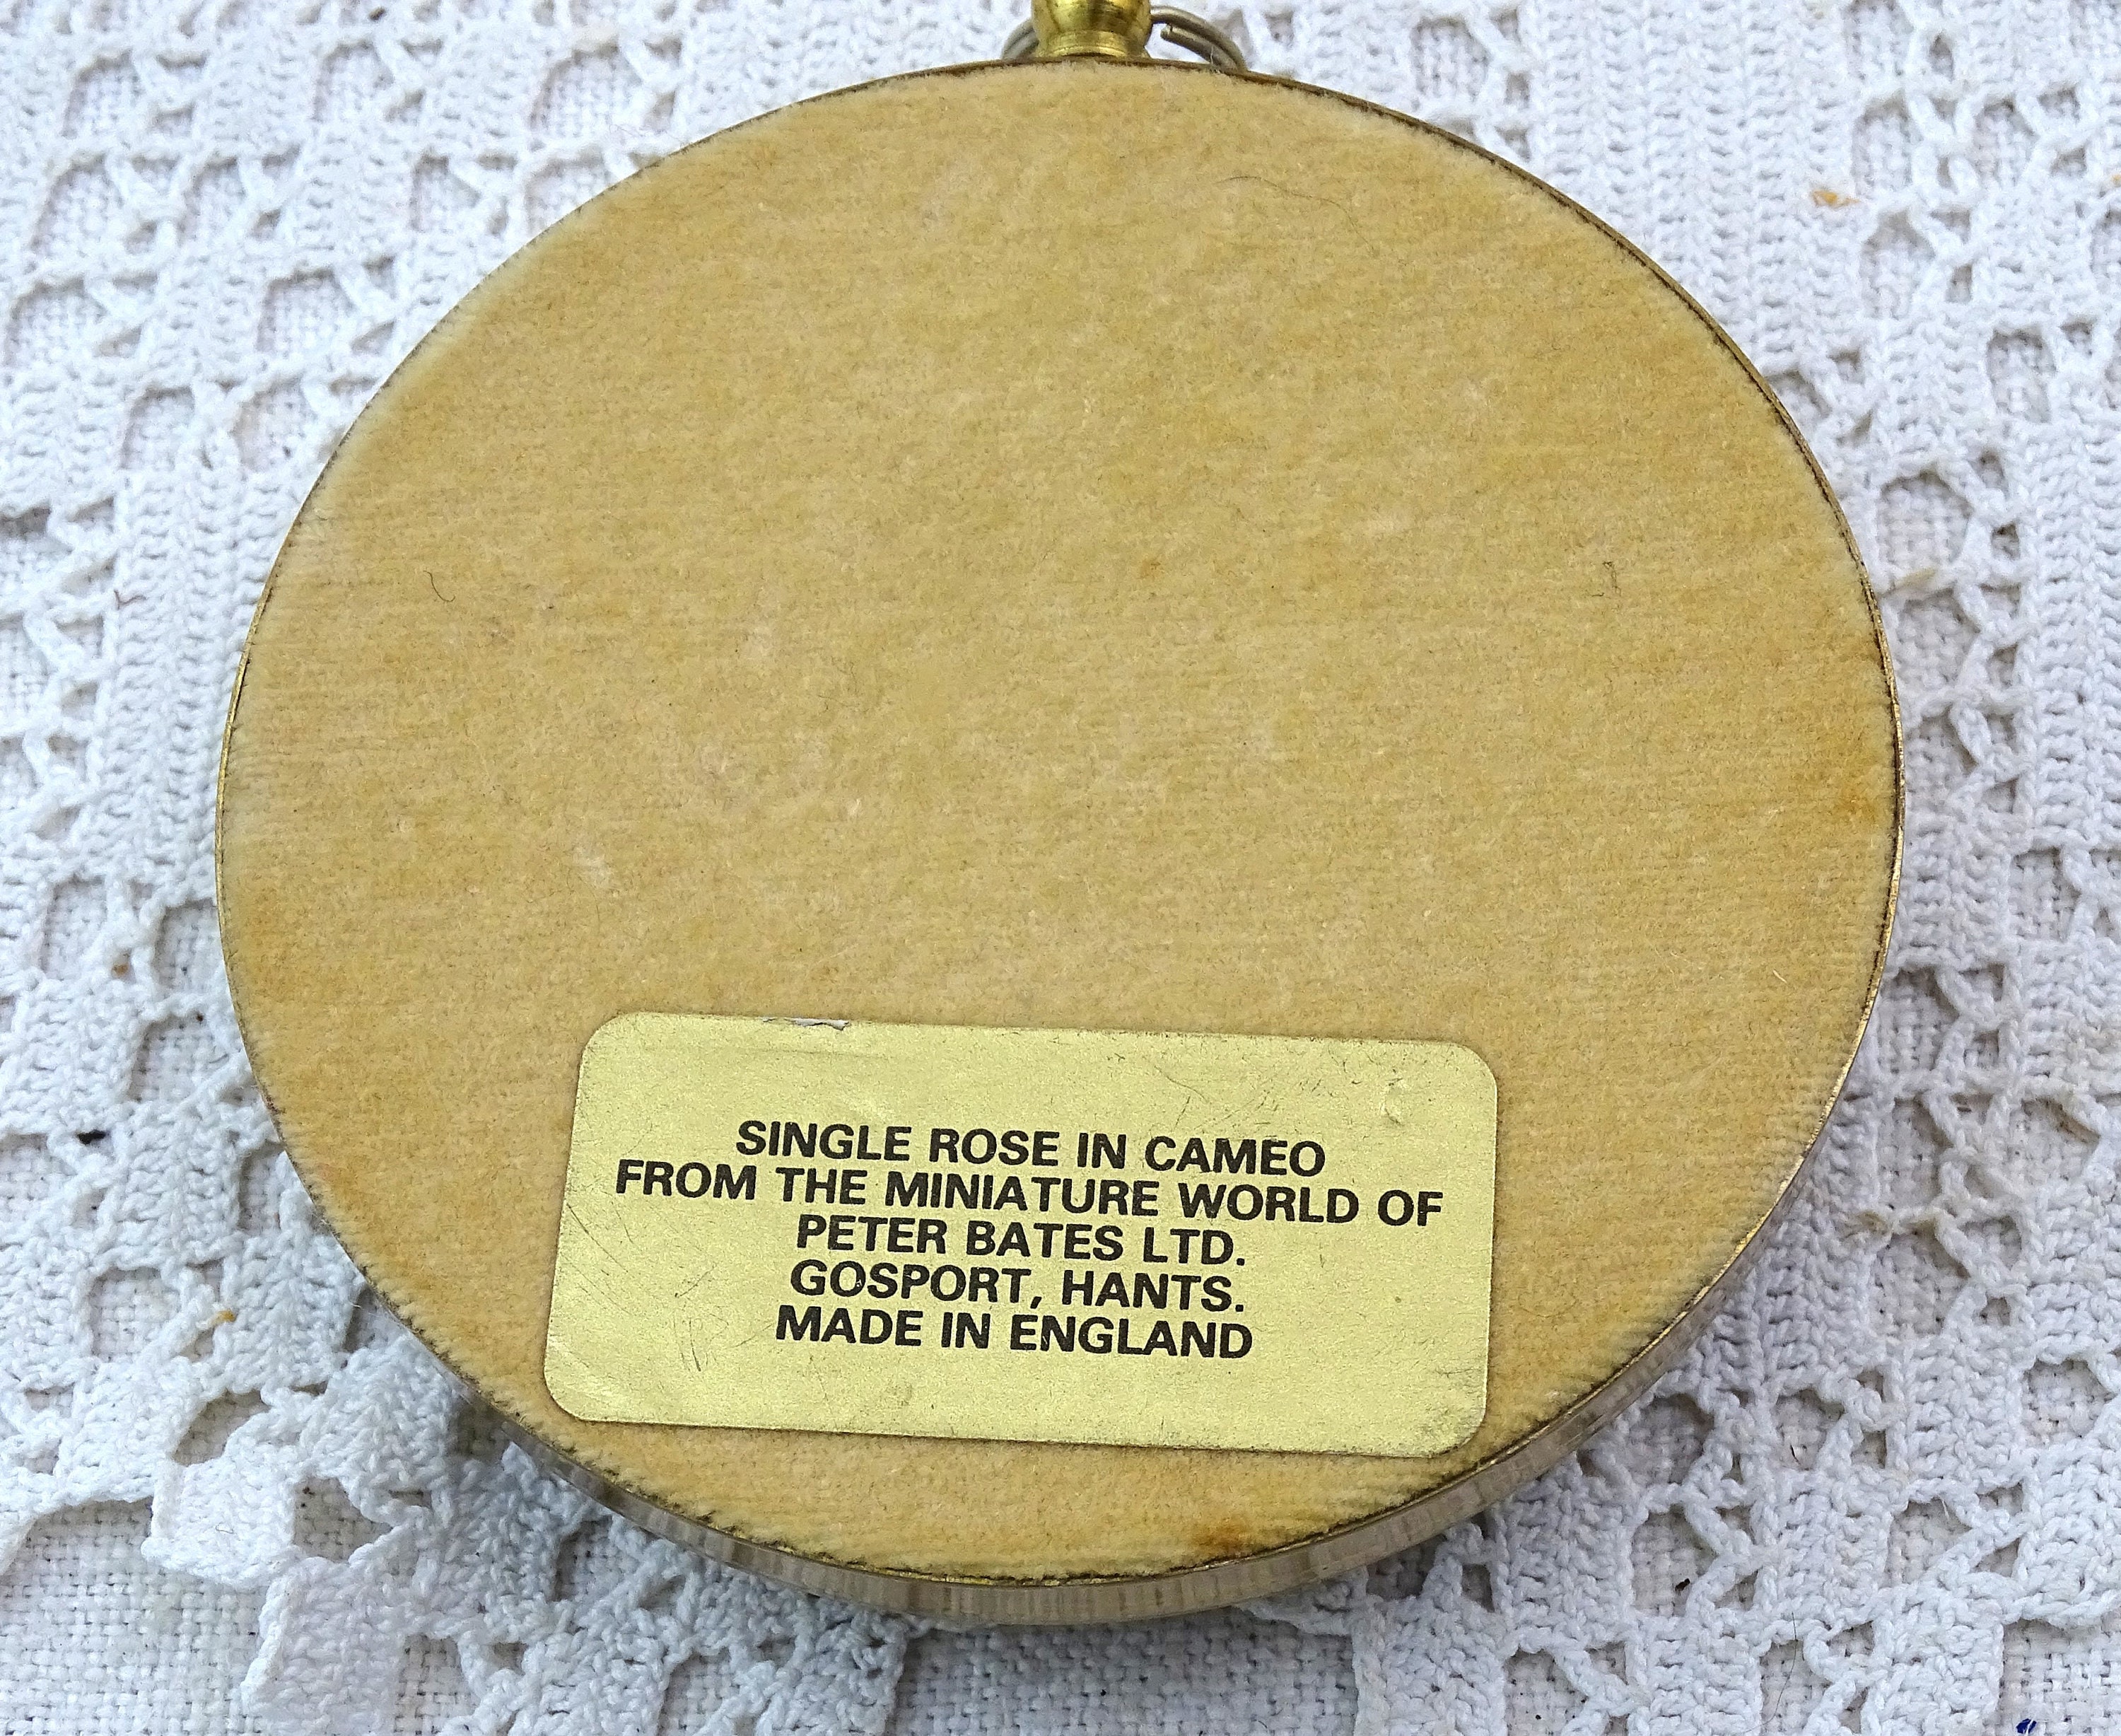 SINGLE ROSE IN CAMEO
FROM THE MINIATURE WORLD OF
PETER BATES LTD.
GOSPORT, HANTS.
MADE IN ENGLAND